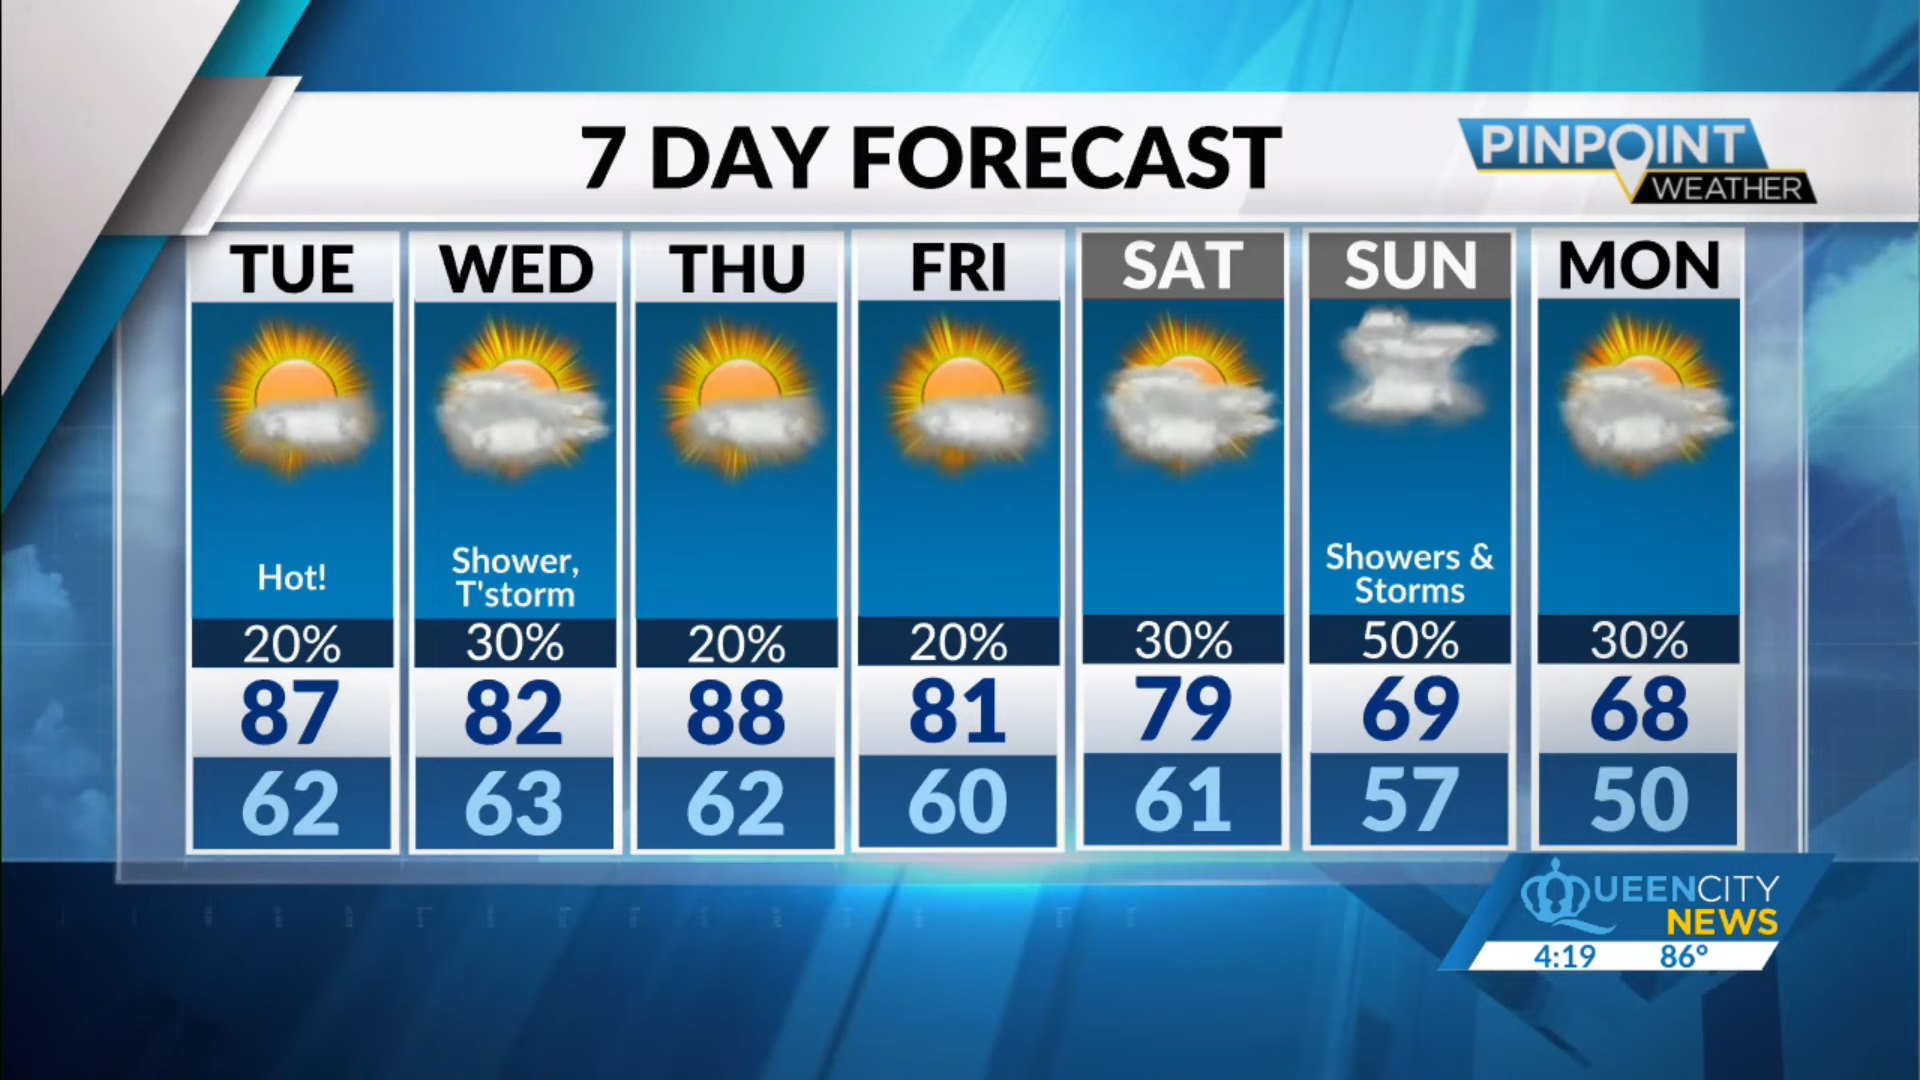 7 DAY FORECAST
PINPOINT
WEATHER
TUE WED THU FRI SAT SUN MON
Hot!
Shower,
T'storm
Showers &
Storms
20% 30% 20% 20% 30% 50% 30%
87 82 88 81 79 69 68
62 63 62 60 61 57 50
QUEENCITY
NEWS
4:19 86°